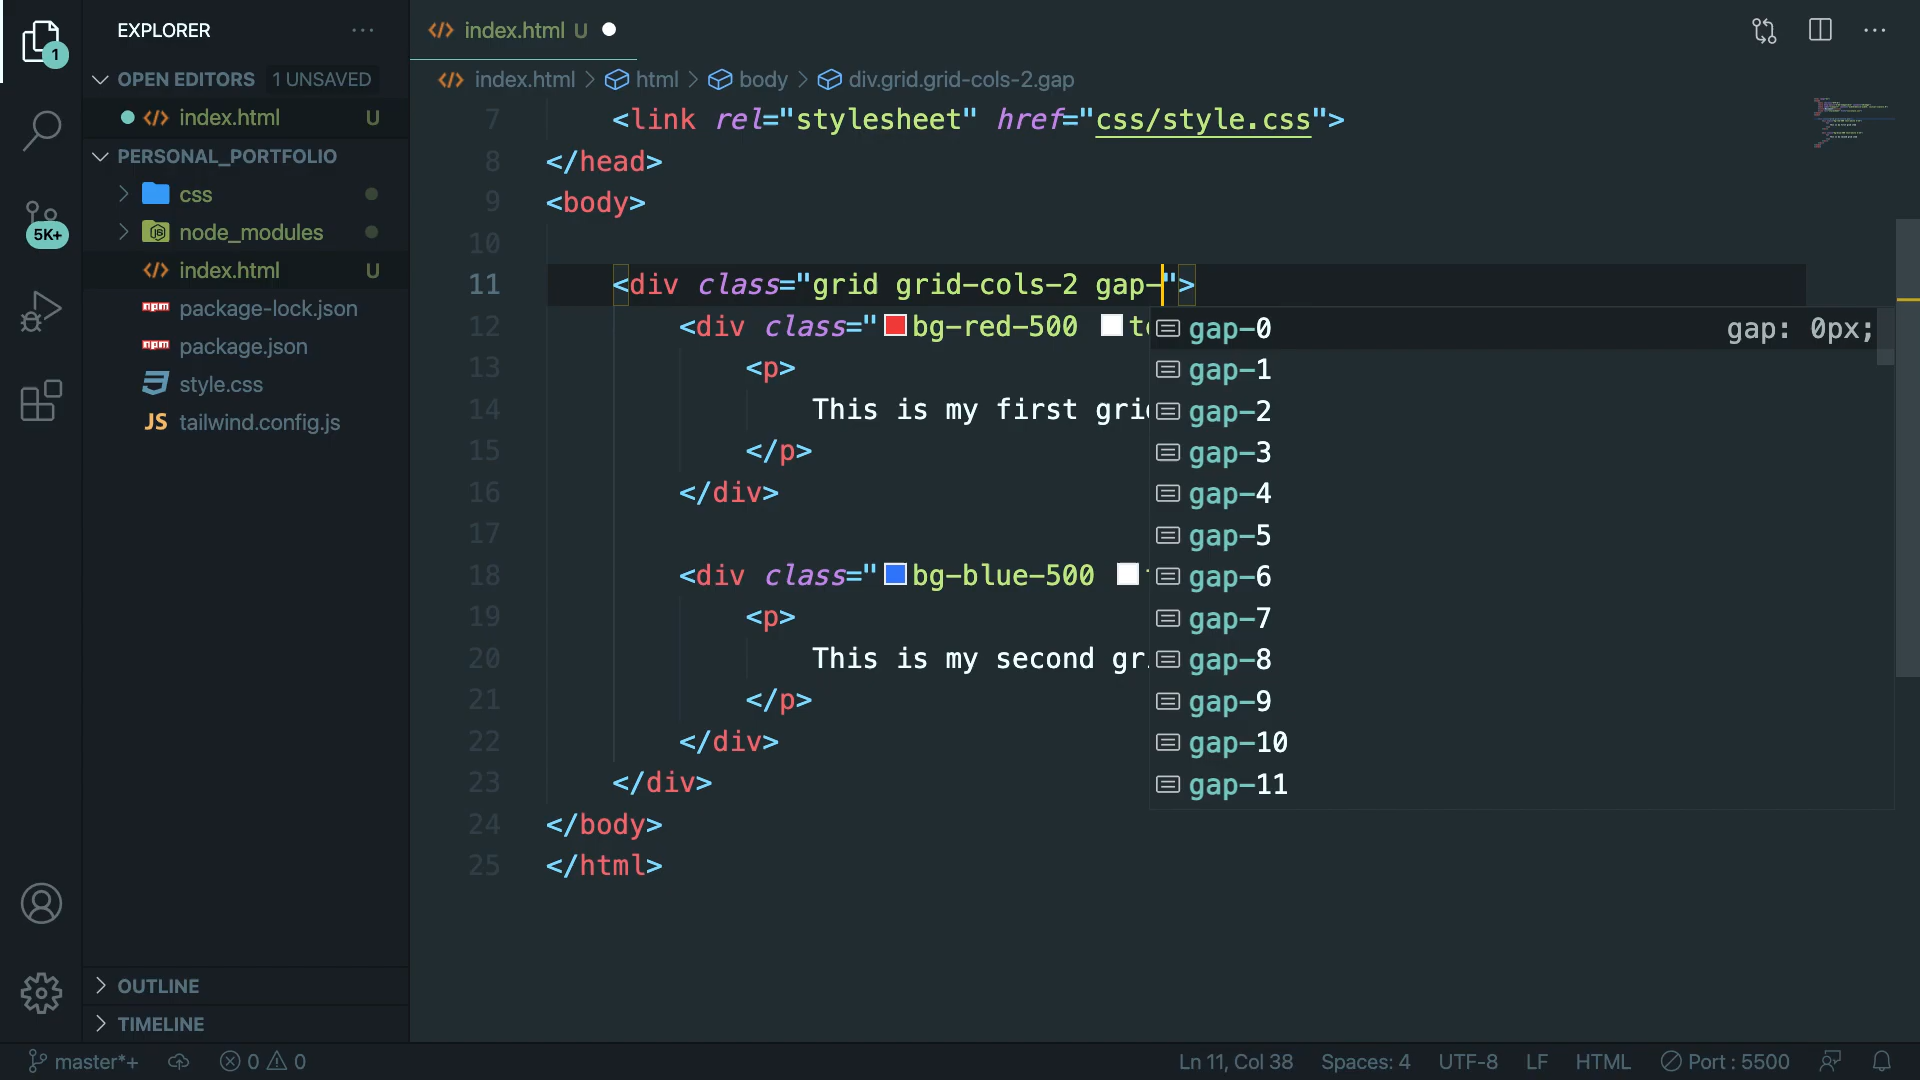 EXPLORER
OPEN EDITORS 1 UNSAVED
index.html U
PERSONAL_PORTFOLIO
css
node_modules
index.html U
package-lock.json
package.json
style.css
JS tailwind.config.js
OUTLINE
TIMELINE
1
5K+
index.html U
index.html > html > body > div.grid.grid-cols-2.gap
7 <link rel="stylesheet" href="css/style.css">
8 </head>
9 <body>
10
11 <div class="grid grid-cols-2 gap-">
12 <div class="bg-red-500
13 <p>
14 This is my first
15 </p>
16 </div>
17
18 <div class="bg-blue-500
19 <p>
20 This is my second
21 </p>
22 </div>
23 </div>
24 </body>
25 </html>
gap-0 gap: 0px;
gap-1
gap-2
gap-3
gap-4
gap-5
gap-6
gap-7
gap-8
gap-9
gap-10
gap-11
master*+ 0 0 Ln 11, Col 38 Spaces: 4 UTF-8 LF HTML Port : 5500